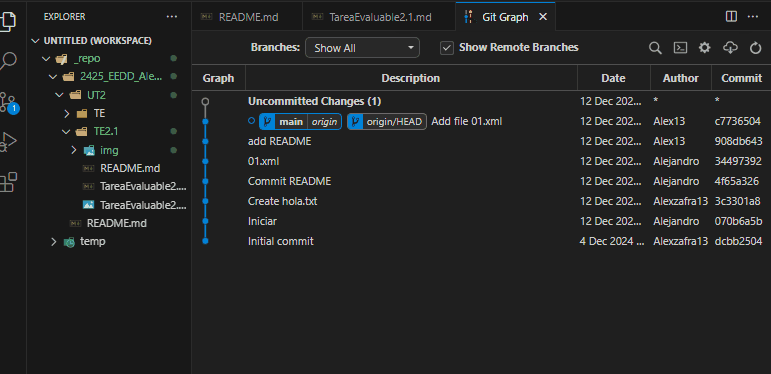 EXPLORER
UNTITLED (WORKSPACE)
_repo
2425_EEDD_Ale...
UT2
TE
TE2.1
img
README.md
TareaEvaluable2....
TareaEvaluable2....
README.md
temp
1
README.md
TareaEvaluable2.1.md
Git Graph
Branches: Show All
Show Remote Branches
Graph Description Date Author Commit
Uncommitted Changes (1) 12 Dec 202... * *
main origin origin/HEAD Add file 01.xml 12 Dec 202... Alex13 c7736504
add README 12 Dec 202... Alex13 908db643
01.xml 12 Dec 202... Alejandro 34497392
Commit README 12 Dec 202... Alejandro 4f65a326
Create hola.txt 12 Dec 202... Alexzafra13 3c3301a8
Iniciar 12 Dec 202... Alejandro 070b6a5b
Initial commit 4 Dec 2024 ... Alexzafra13 dcbb2504